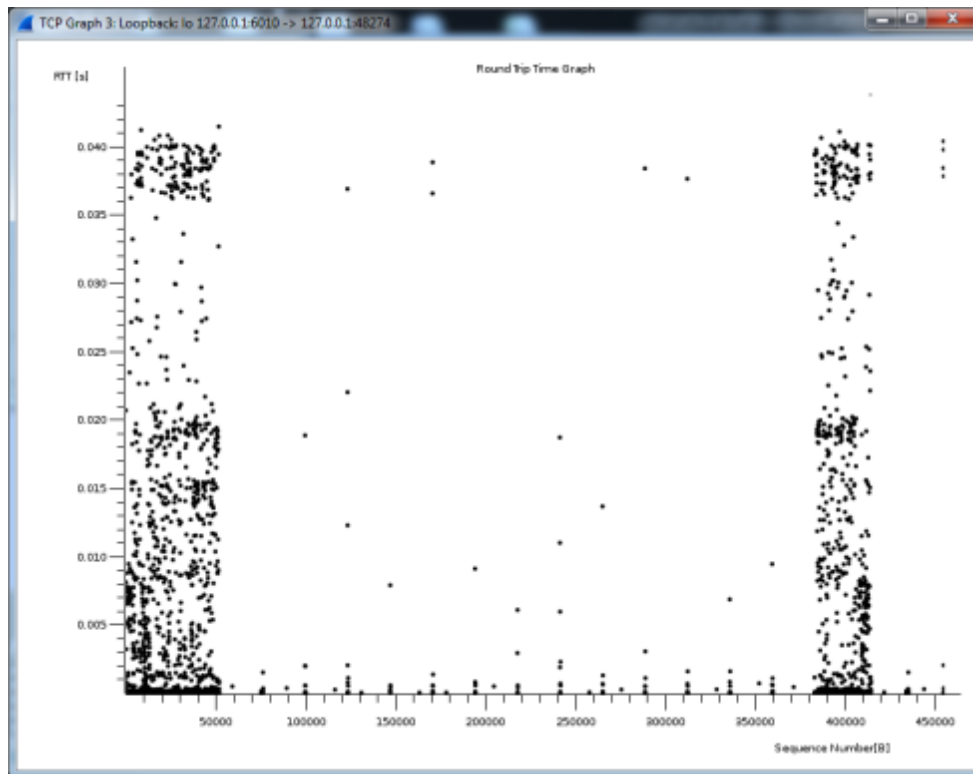 TCP Graph 3: Loopback: lo 127.0.0.1:6010 -> 127.0.0.1:48274
RTT [s]
Round Trip Time Graph
0.040
0.035
0.030
0.025
0.020
0.015
0.010
0.005
50000 100000 150000 200000 250000 300000 350000 400000 450000
Sequence Number[B]